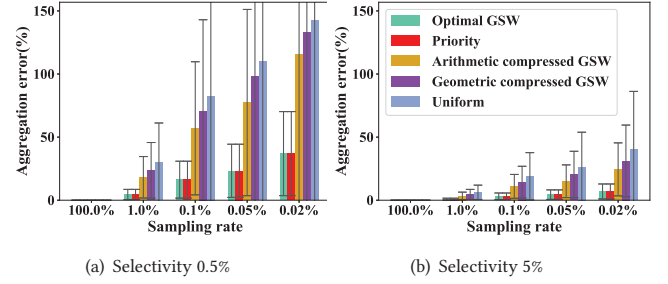 150
100
50
0
Aggregation error(%)
100.0% 1.0% 0.1% 0.05% 0.02%
Sampling rate
(a) Selectivity 0.5%
150
100
50
0
Aggregation error(%)
Optimal GSW
Priority
Arithmetic compressed GSW
Geometric compressed GSW
Uniform
100.0% 1.0% 0.1% 0.05% 0.02%
Sampling rate
(b) Selectivity 5%